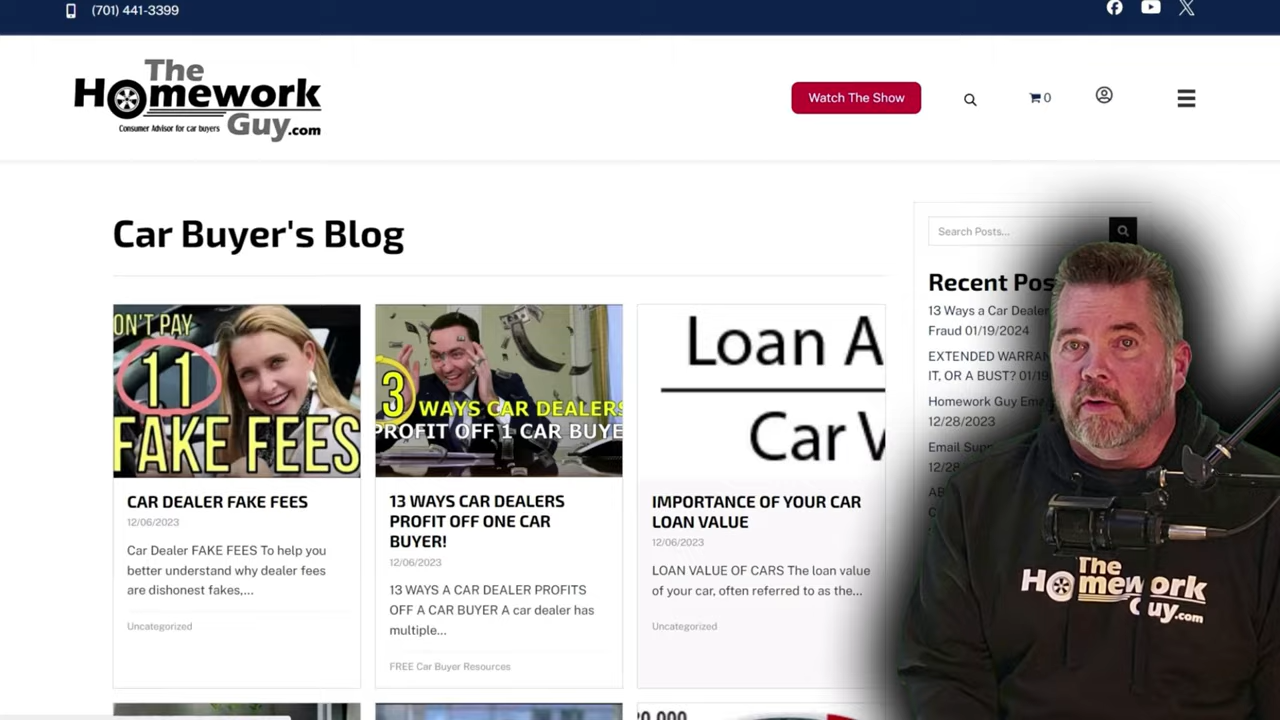 (701) 441-3399
The
Homework
Guy.com
Consumer Advisor for car buyers
Watch The Show
0
Car Buyer's Blog
Search Posts...
Recent Pos
13 Ways a Car Dealer
Fraud 01/19/2024
EXTENDED WARRAN
IT, OR A BUST? 01/19
Homework Guy Em
12/28/2023
Email Sup
12/28
ON'T PAY
11
FAKE FEES
CAR DEALER FAKE FEES
12/06/2023
Car Dealer FAKE FEES To help you
better understand why dealer fees
are dishonest fakes,...
Uncategorized
3 WAYS CAR DEALERS
PROFIT OFF 1 CAR BUYE
13 WAYS CAR DEALERS
PROFIT OFF ONE CAR
BUYER!
12/06/2023
13 WAYS A CAR DEALER PROFITS
OFF A CAR BUYER A car dealer has
multiple...
FREE Car Buyer Resources
Loan A
Car V
IMPORTANCE OF YOUR CAR
LOAN VALUE
12/06/2023
LOAN VALUE OF CARS The loan value
of your car, often referred to as the...
Uncategorized
The
Homework
Guy.com